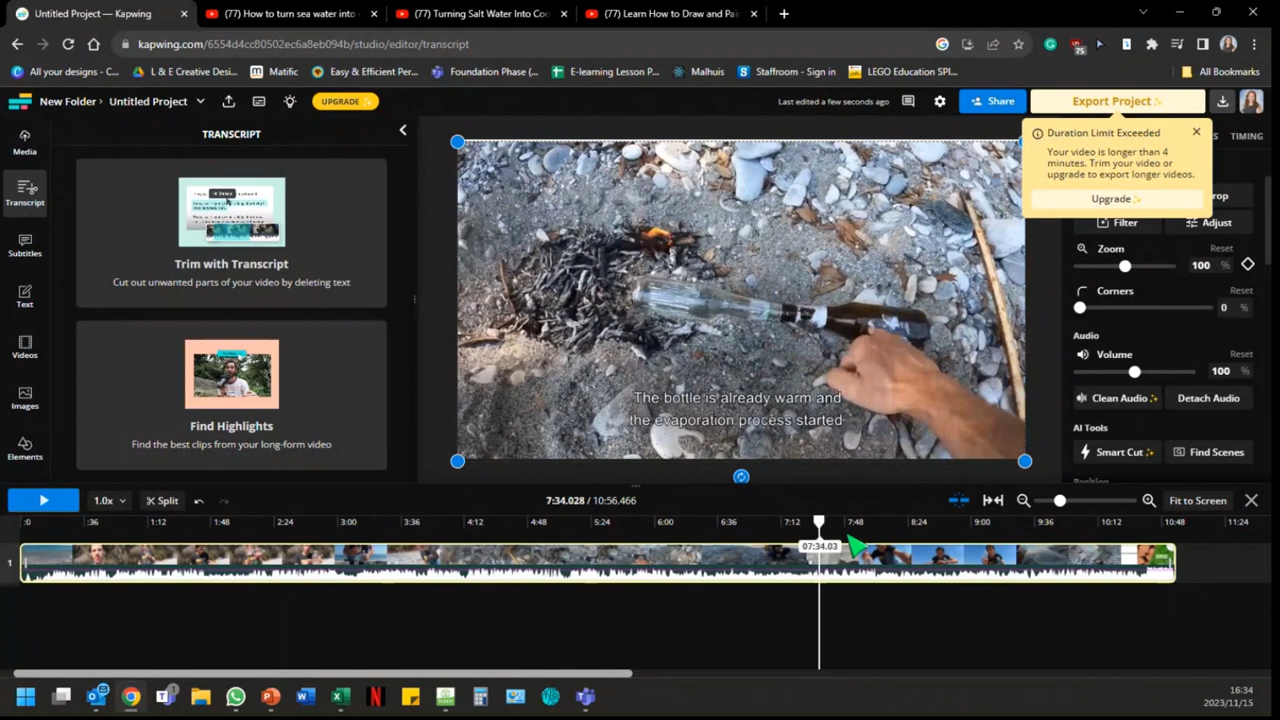 Untitled Project — Kapwing
(77) How to turn sea water into
(77) Turning Salt Water Into Coo
(77) Learn How to Draw and Pai
kapwing.com/6554d4cc80502ec6a8eb094b/studio/editor/transcript
75
All your designs - C...
L & E Creative Desi...
Matific
Easy & Efficient Per...
Foundation Phase (...
E-learning Lesson P...
Malhuis
Staffroom - Sign in
LEGO Education SPI...
All Bookmarks
New Folder › Untitled Project
UPGRADE
Last edited a few seconds ago
Share
Export Project
Media
Transcript
Subtitles
Text
Videos
Images
Elements
TRANSCRIPT
Trim with Transcript
Cut out unwanted parts of your video by deleting text
Find Highlights
Find the best clips from your long-form video
The bottle is already warm and
the evaporation process started
Duration Limit Exceeded
Your video is longer than 4
minutes. Trim your video or
upgrade to export longer videos.
Upgrade
TIMING
Filter
Adjust
Zoom
Reset
100 %
Corners
Reset
0 %
Audio
Volume
Reset
100 %
Clean Audio
Detach Audio
AI Tools
Smart Cut
Find Scenes
1.0x
Split
7:34.028 / 10:56.466
Fit to Screen
:0 :36 1:12 1:48 2:24 3:00 3:36 4:12 4:48 5:24 6:00 6:36 7:12 7:48 8:24 9:00 9:36 10:12 10:48 11:24
07:34.03
1
16:34
2023/11/15